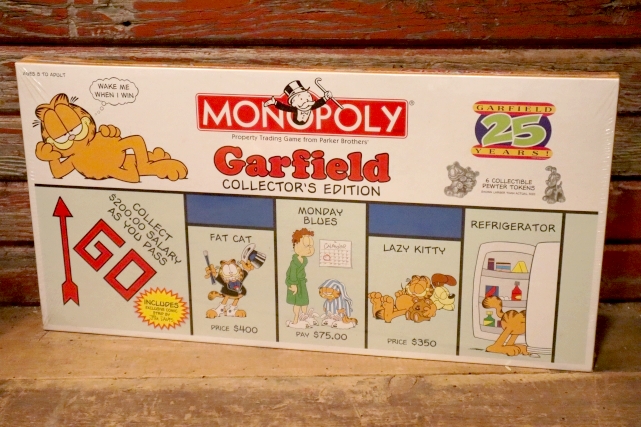 AGES 8 TO ADULT
WAKE ME
WHEN I WIN
MONOPOLY®
Property Trading Game from Parker Brothers®
Garfield
COLLECTOR'S EDITION
GARFIELD
25
YEARS!
6 COLLECTIBLE
PEWTER TOKENS
COLLECT
$200.00 SALARY
AS YOU PASS
GO
INCLUDES
FAT CAT
PRICE $400
MONDAY
BLUES
PAY $75.00
LAZY KITTY
PRICE $350
REFRIGERATOR